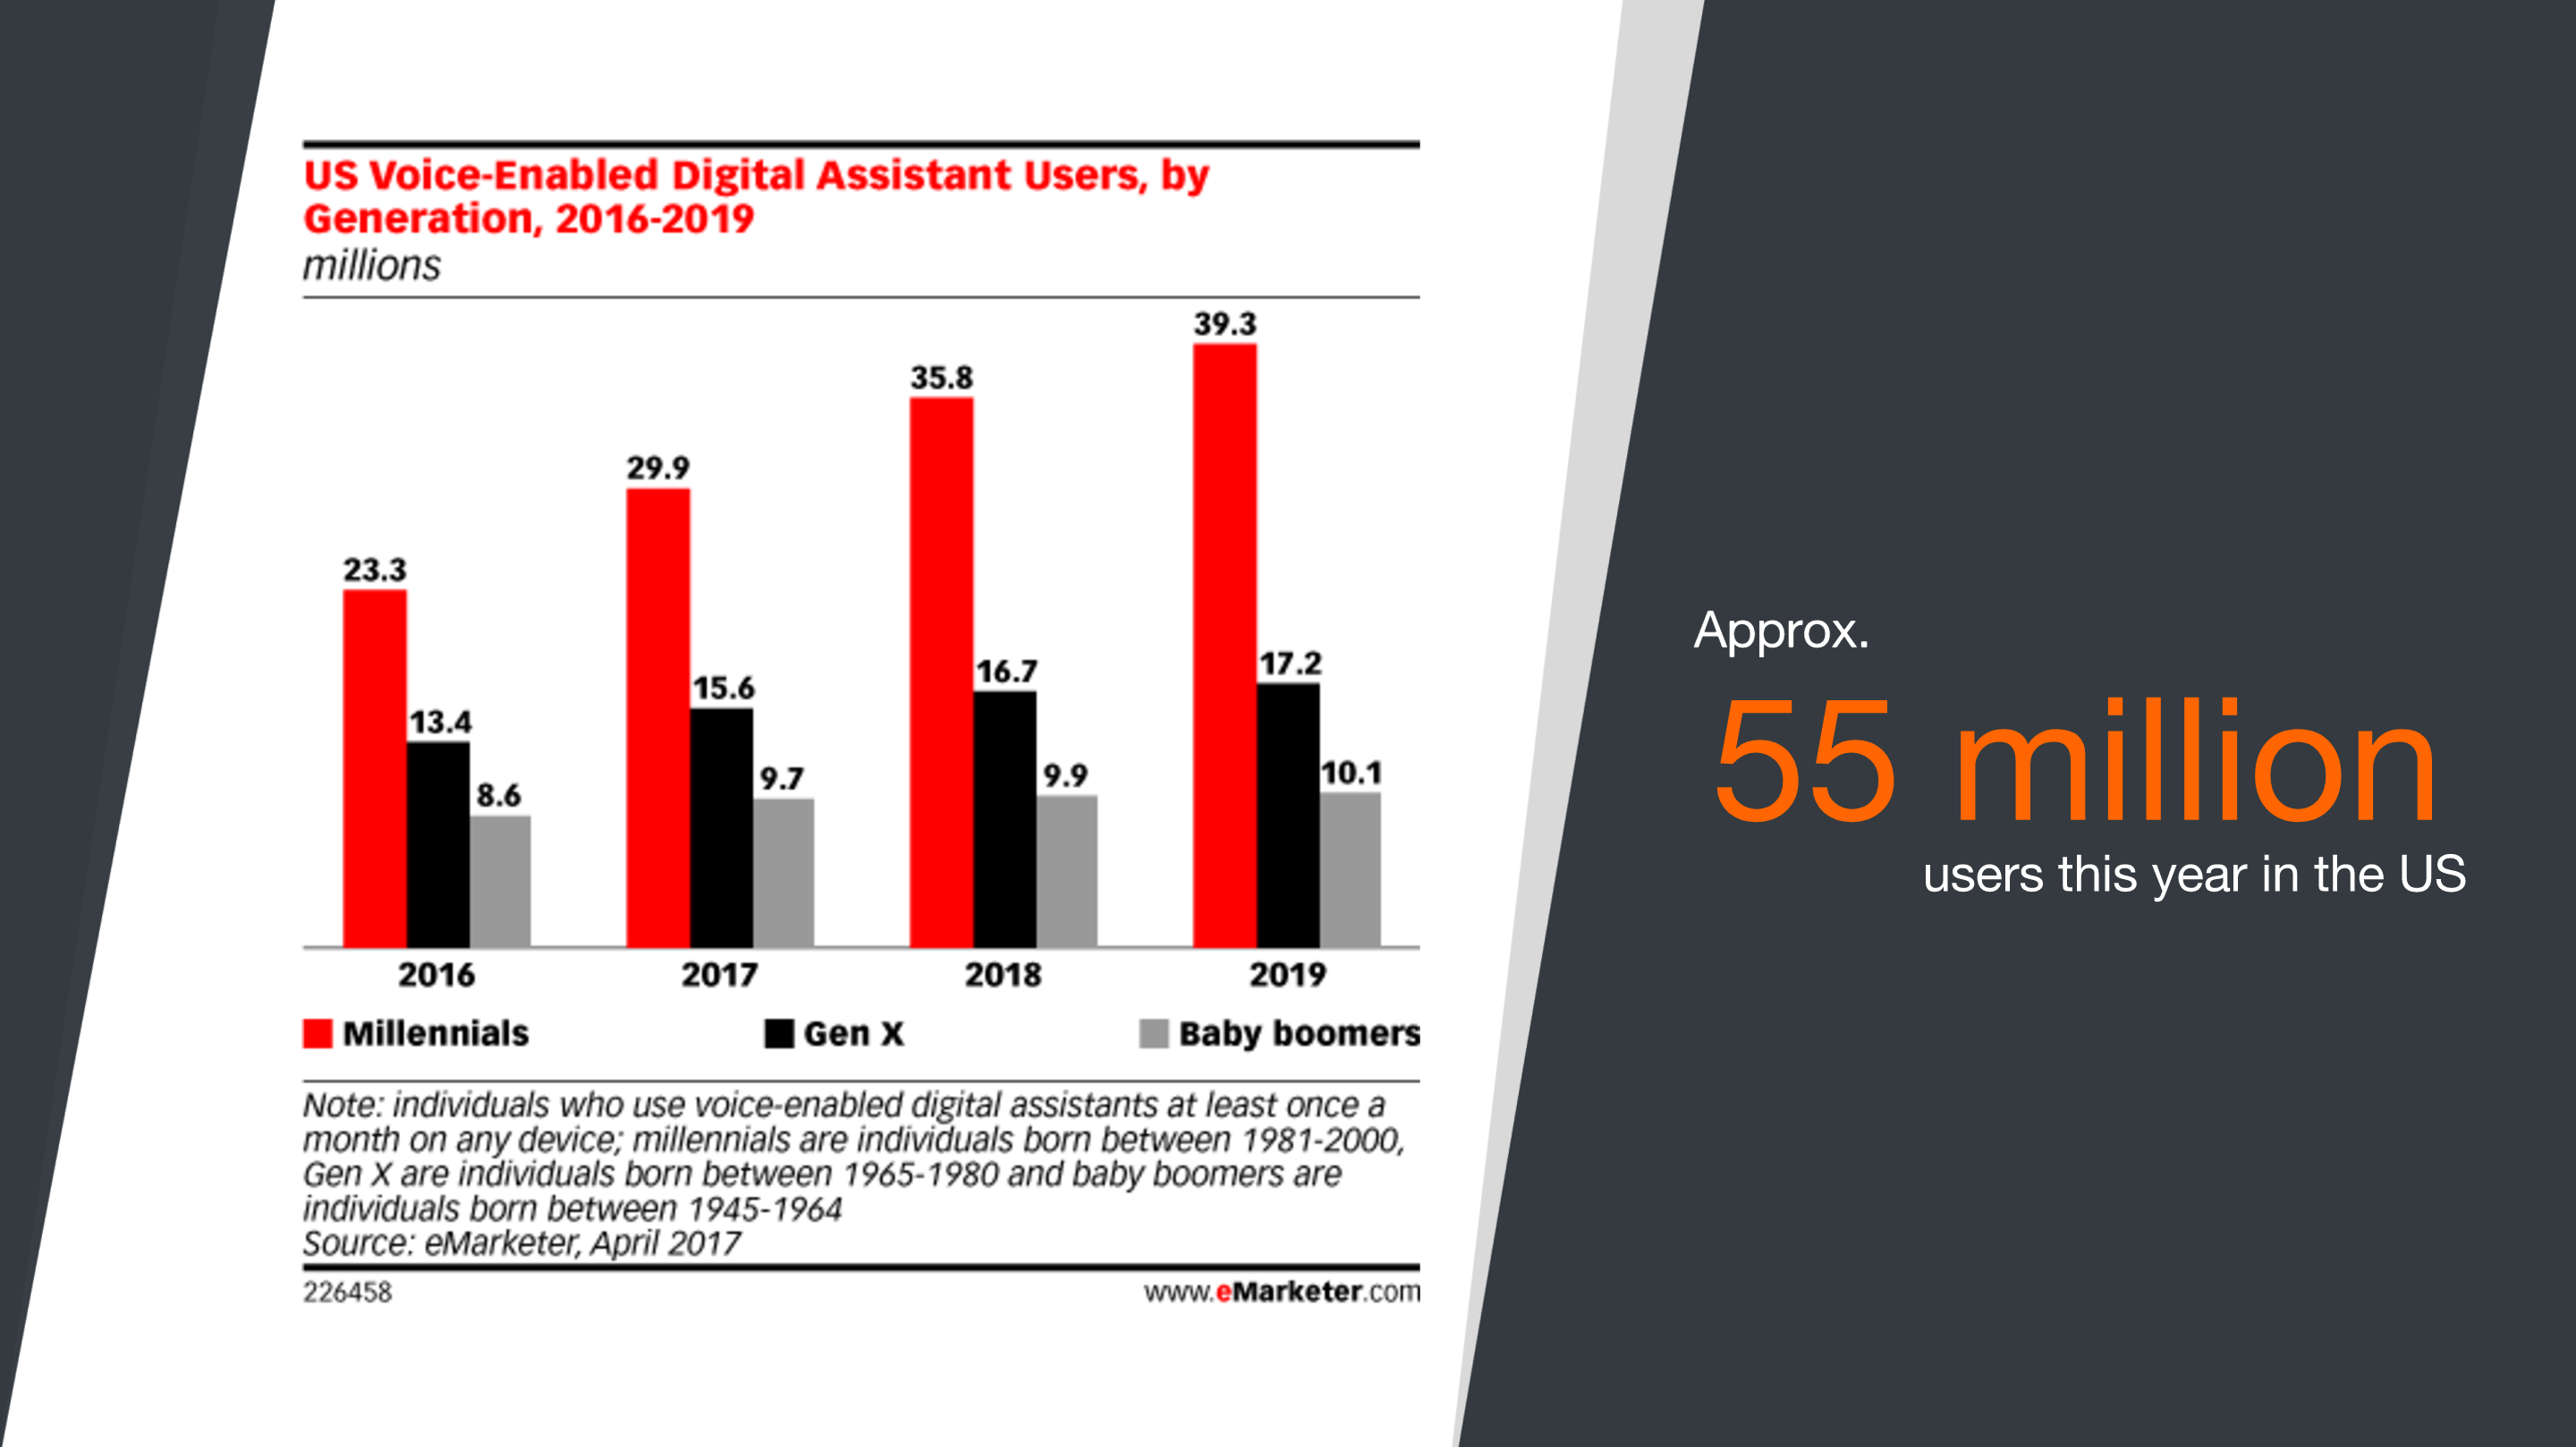 US Voice-Enabled Digital Assistant Users, by
Generation, 2016-2019
millions
23.3
13.4
8.6
29.9
15.6
9.7
35.8
16.7
9.9
39.3
17.2
10.1
2016
2017
2018
2019
Millennials
Gen X
Baby boomers
Note: individuals who use voice-enabled digital assistants at least once a
month on any device; millennials are individuals born between 1981-2000,
Gen X are individuals born between 1965-1980 and baby boomers are
individuals born between 1945-1964
Source: eMarketer, April 2017
226458
www.eMarketer.com
Approx.
55 million
users this year in the US